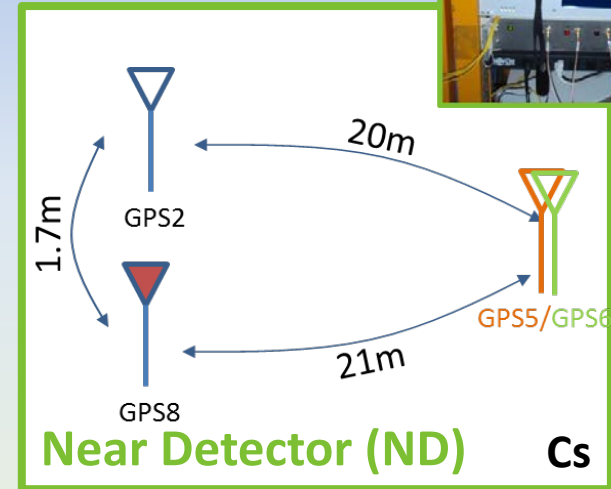 20m
GPS2
1.7m
GPS5/GPS6
21m
GPS8
Near Detector (ND)
Cs